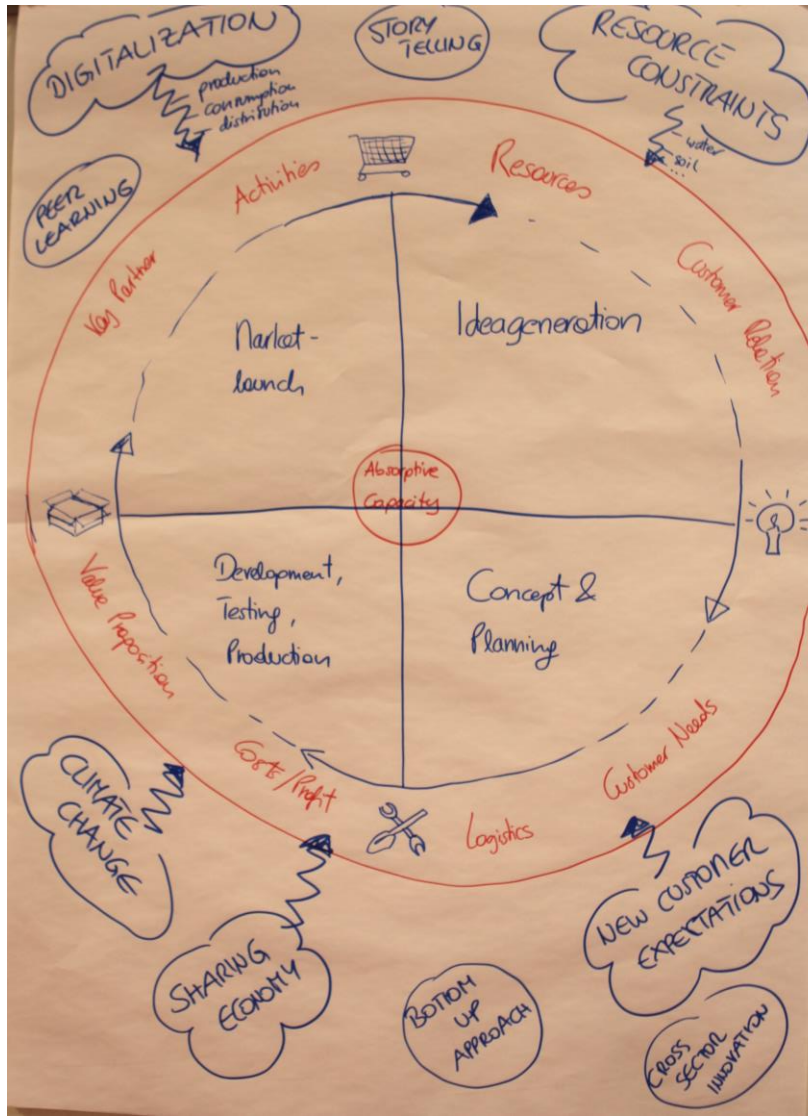 DIGITALIZATION
- production
- consumption
- distribution
STORY
TELLING
RESOURCE
CONSTRAINTS
- water
- soil
...
PEER
LEARNING
Activities
Resources
Key Partner
Customer Relation
Market-
launch
Ideageneration
Absorptive
Capacity
Development,
Testing,
Production
Concept &
Planning
Value Proposition
Costs/Profit
Logistics
Customer Needs
CLIMATE
CHANGE
SHARING
ECONOMY
BOTTOM
UP
APPROACH
NEW CUSTOMER
EXPECTATIONS
CROSS
SECTOR
INNOVATION